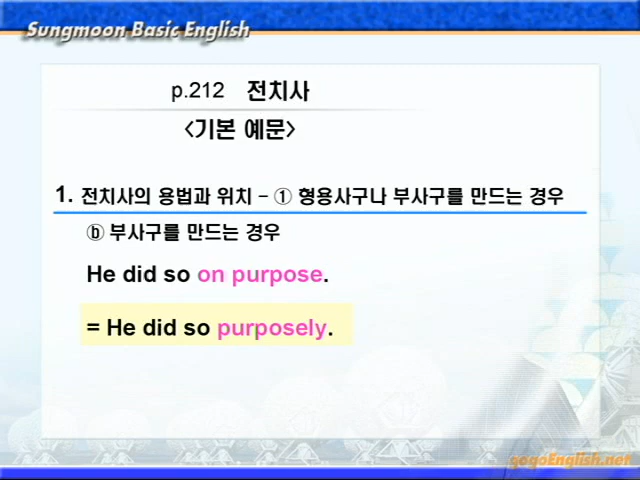 Sungmoon Basic English
p.212 전치사
<기본 예문>
1. 전치사의 용법과 위치 – ① 형용사구나 부사구를 만드는 경우
ⓑ 부사구를 만드는 경우
He did so on purpose.
= He did so purposely.
gogoEnglish.net